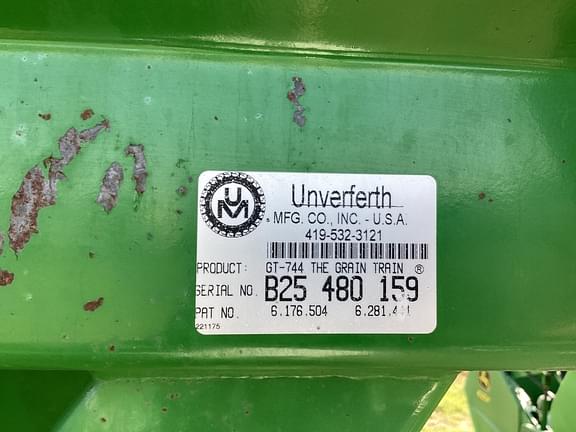 UM
Unverferth
MFG. CO., INC. - U.S.A.
419-532-3121
PRODUCT: GT-744 THE GRAIN TRAIN ®
SERIAL NO. B25 480 159
PAT NO. 6.176.504
221175